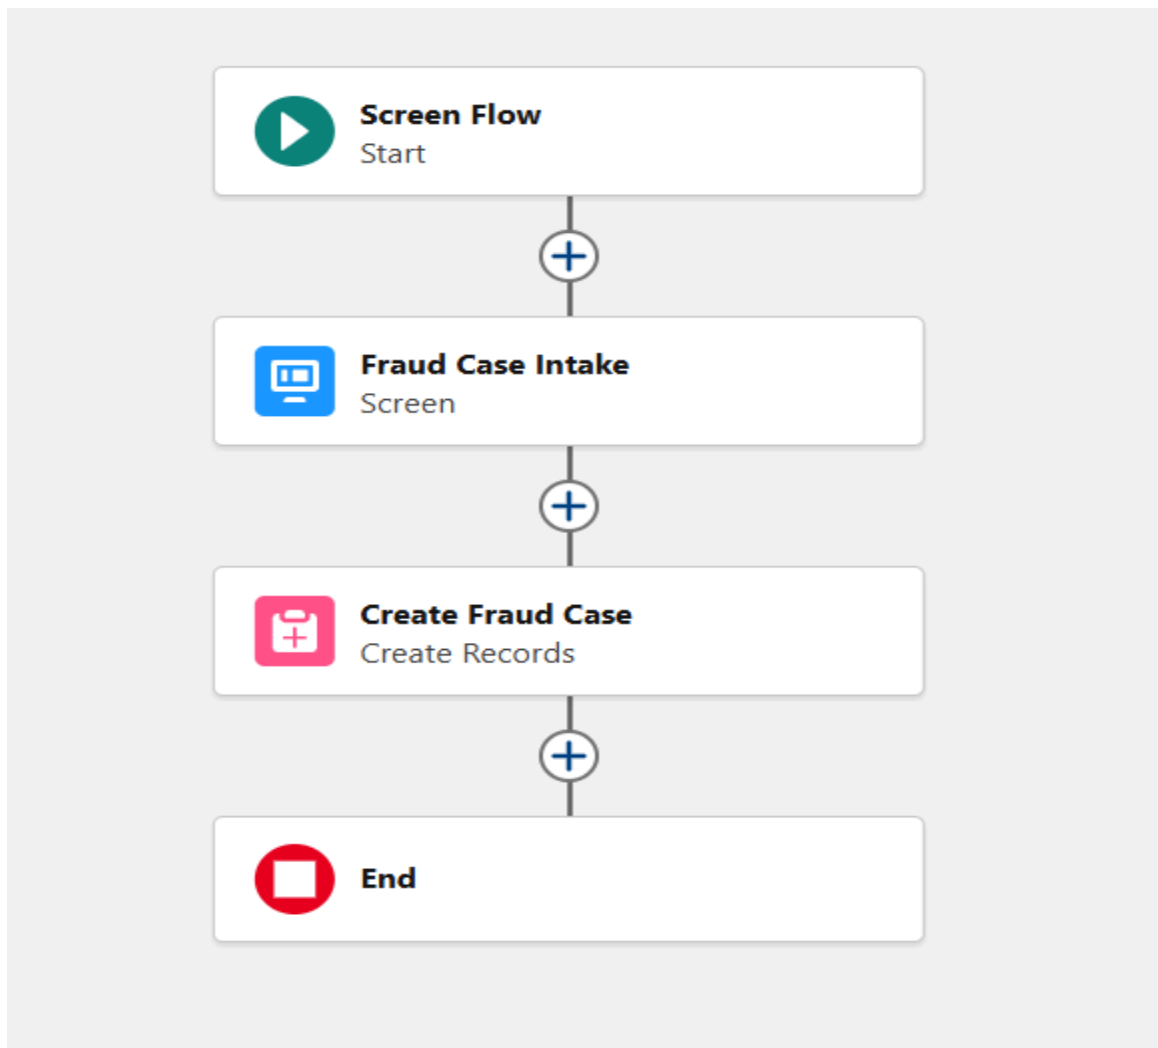 Screen Flow
Start
Fraud Case Intake
Screen
Create Fraud Case
Create Records
End